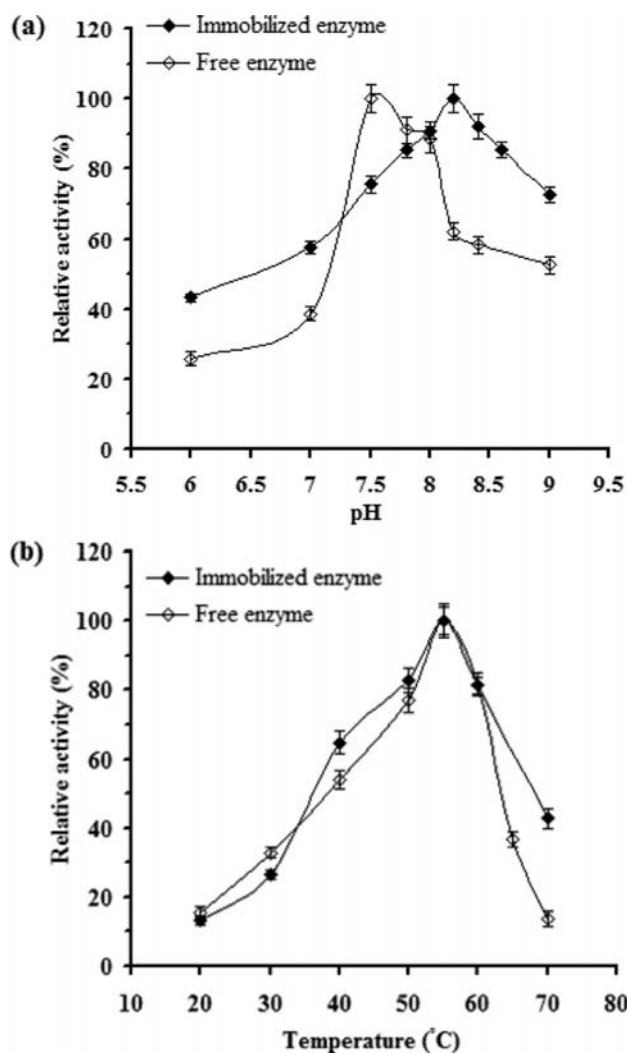 (a)
120
100
80
60
40
20
0
Relative activity (%)
Immobilized enzyme
Free enzyme
5.5 6 6.5 7 7.5 8 8.5 9 9.5
pH
(b)
120
100
80
60
40
20
0
Relative activity (%)
Immobilized enzyme
Free enzyme
10 20 30 40 50 60 70 80
Temperature (°C)